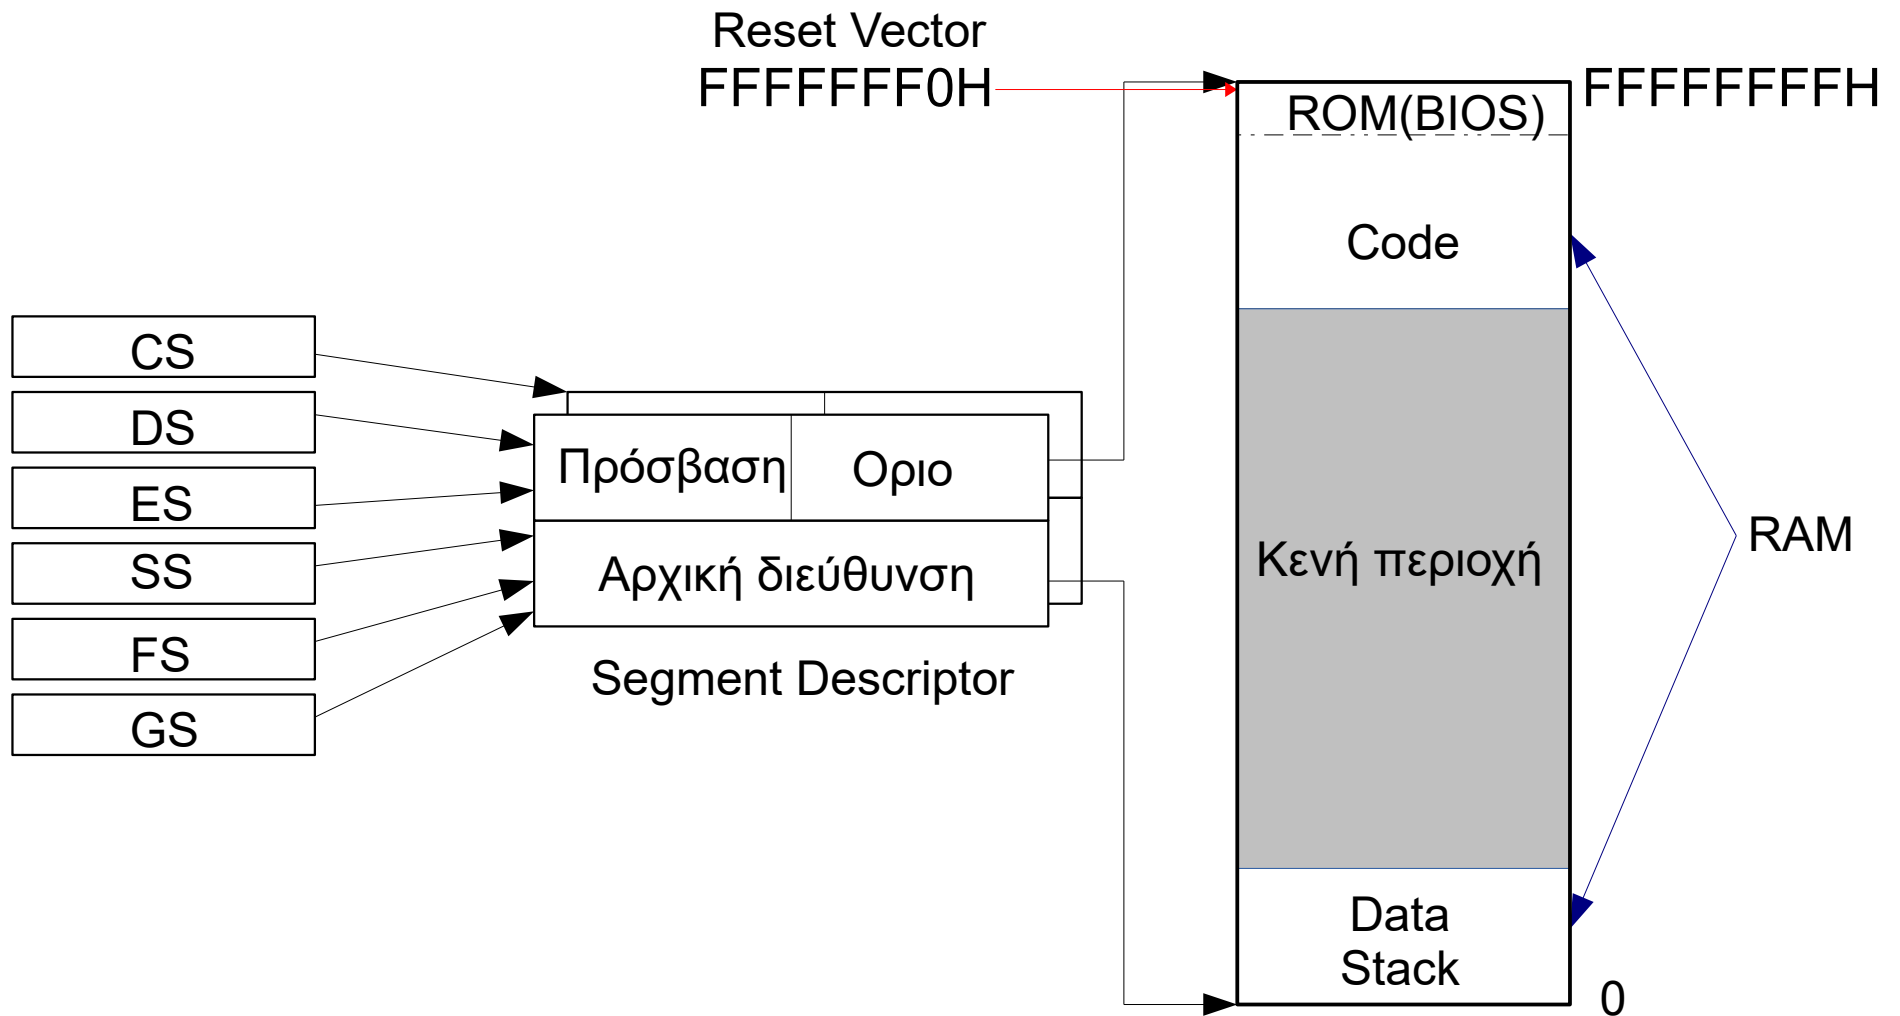 Reset Vector
FFFFFFF0H
FFFFFFFFH
ROM(BIOS)
Code
CS
DS
ES
SS
FS
GS
Πρόσβαση
Οριο
Αρχική διεύθυνση
Segment Descriptor
Κενή περιοχή
RAM
Data
Stack
0